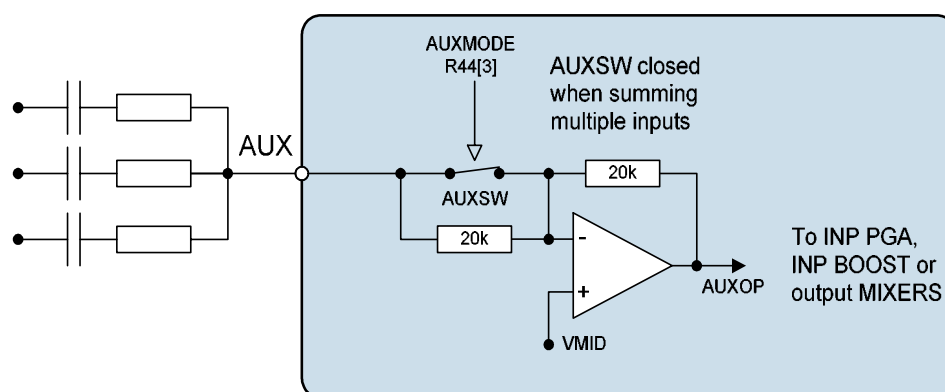 AUXMODE
R44[3]
AUXSW closed
when summing
multiple inputs
AUX
AUXSW
20k
20k
-
+
VMID
AUXOP
To INP PGA,
INP BOOST or
output MIXERS